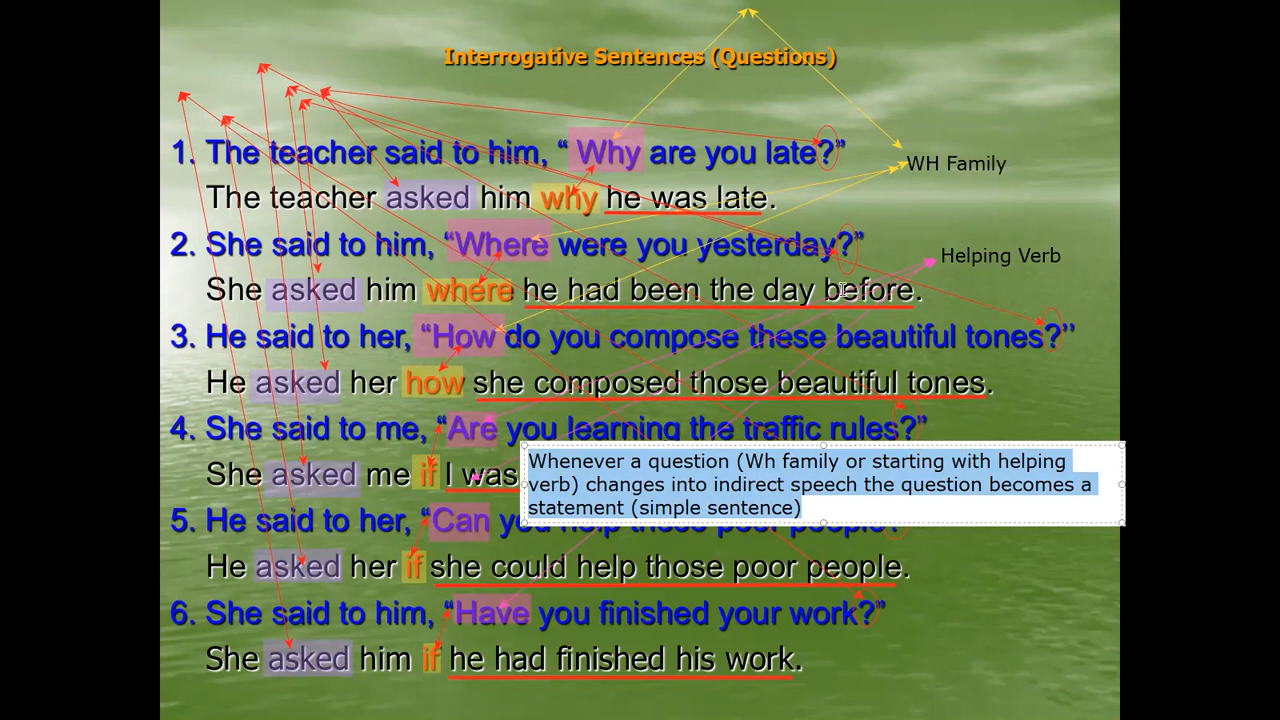 Interrogative Sentences (Questions)
1. The teacher said to him, “ Why are you late?”
WH Family
The teacher asked him why he was late.
2. She said to him, “Where were you yesterday?”
Helping Verb
She asked him where he had been the day before.
3. He said to her, “How do you compose these beautiful tones?’’
He asked her how she composed those beautiful tones.
4. She said to me, “Are you learning the traffic rules?”
Whenever a question (Wh family or starting with helping
verb) changes into indirect speech the question becomes a
statement (simple sentence)
She asked me if I was
5. He said to her, “Can you help these poor people?”
He asked her if she could help those poor people.
6. She said to him, “Have you finished your work?”
She asked him if he had finished his work.